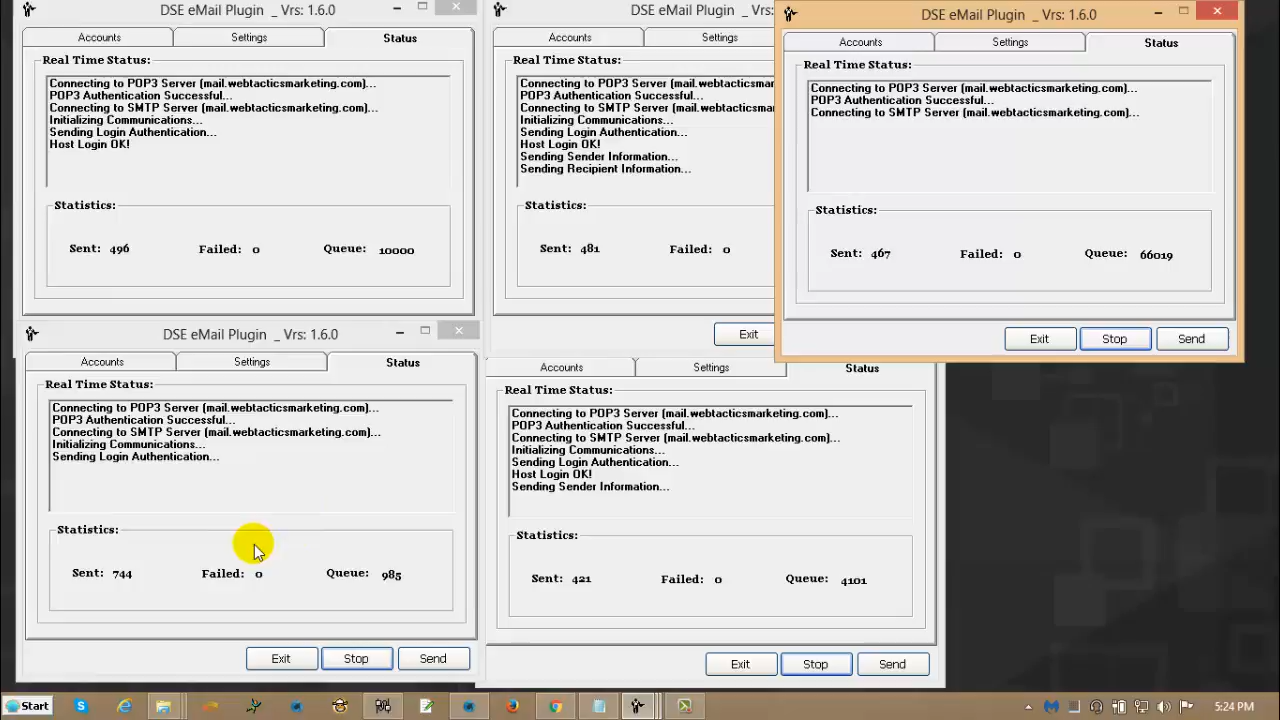 DSE eMail Plugin _ Vrs: 1.6.0
Accounts Settings Status
Real Time Status:
Connecting to POP3 Server (mail.webtacticsmarketing.com)...
POP3 Authentication Successful...
Connecting to SMTP Server (mail.webtacticsmarketing.com)...
Initializing Communications...
Sending Login Authentication...
Host Login OK!
Statistics:
Sent: 496 Failed: 0 Queue: 10000
DSE eMail Plugin _ Vrs: 1.6.0
Accounts Settings
Real Time Status:
Connecting to POP3 Server (mail.webtacticsma
POP3 Authentication Successful...
Connecting to SMTP Server (mail.webtacticsma
Initializing Communications...
Sending Login Authentication...
Host Login OK!
Sending Sender Information...
Sending Recipient Information...
Statistics:
Sent: 481 Failed: 0
Exit
DSE eMail Plugin _ Vrs: 1.6.0
Accounts Settings Status
Real Time Status:
Connecting to POP3 Server (mail.webtacticsmarketing.com)...
POP3 Authentication Successful...
Connecting to SMTP Server (mail.webtacticsmarketing.com)...
Statistics:
Sent: 467 Failed: 0 Queue: 66019
Exit Stop Send
DSE eMail Plugin _ Vrs: 1.6.0
Accounts Settings Status
Real Time Status:
Connecting to POP3 Server (mail.webtacticsmarketing.com)...
POP3 Authentication Successful...
Connecting to SMTP Server (mail.webtacticsmarketing.com)...
Initializing Communications...
Sending Login Authentication...
Statistics:
Sent: 744 Failed: 0 Queue: 985
Exit Stop Send
Accounts Settings Status
Real Time Status:
Connecting to POP3 Server (mail.webtacticsmarketing.com)...
POP3 Authentication Successful...
Connecting to SMTP Server (mail.webtacticsmarketing.com)...
Initializing Communications...
Sending Login Authentication...
Host Login OK!
Sending Sender Information...
Statistics:
Sent: 421 Failed: 0 Queue: 4101
Exit Stop Send
Start 5:24 PM